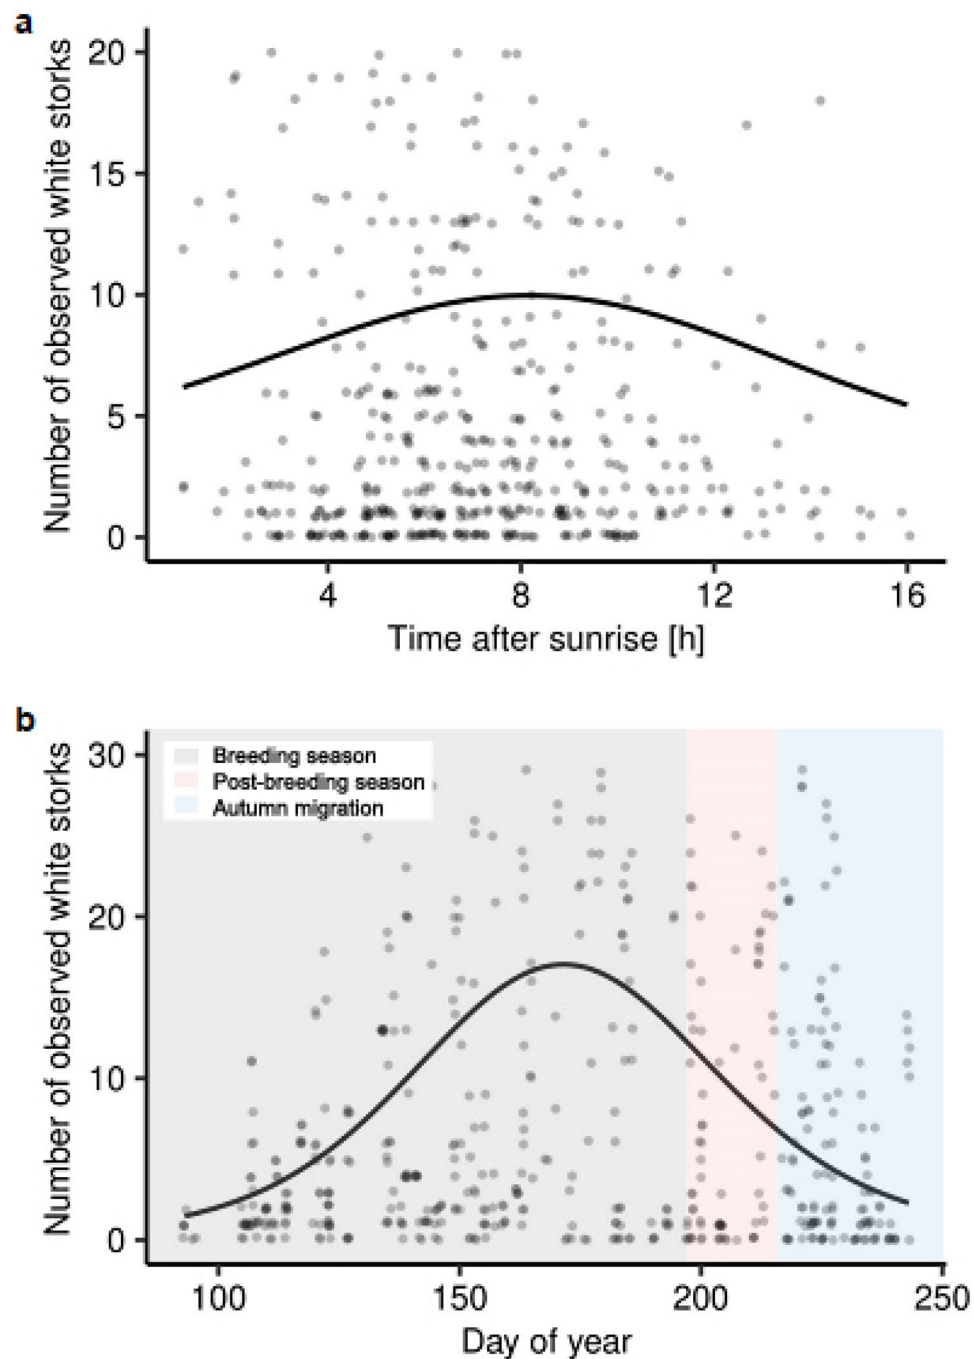 a
Number of observed white storks
20
15
10
5
0
4 8 12 16
Time after sunrise [h]
b
Number of observed white storks
30
20
10
0
Breeding season
Post-breeding season
Autumn migration
100 150 200 250
Day of year